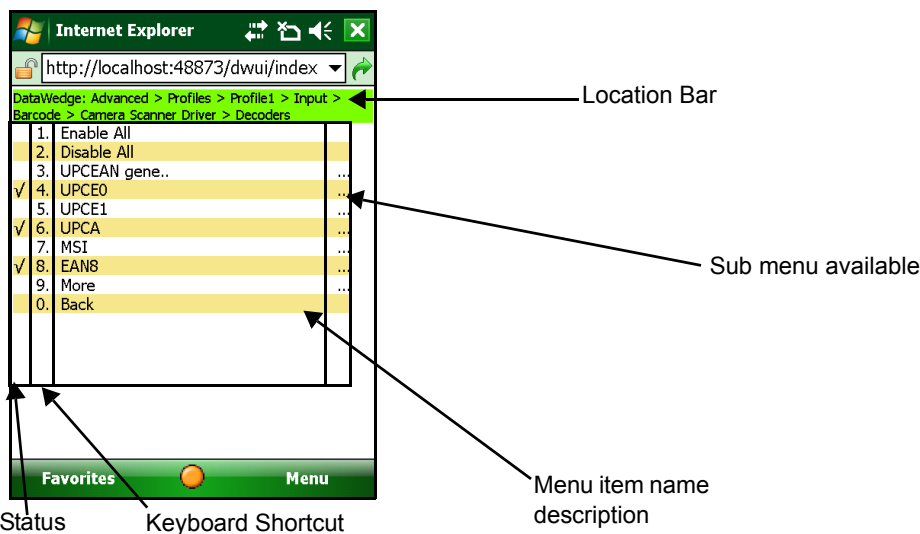 Internet Explorer
http://localhost:48873/dwui/index
DataWedge: Advanced > Profiles > Profile1 > Input >
Barcode > Camera Scanner Driver > Decoders
1. Enable All
2. Disable All
3. UPCEAN gene.. ...
√ 4. UPCE0 ...
5. UPCE1 ...
√ 6. UPCA ...
7. MSI ...
√ 8. EAN8 ...
9. More ...
0. Back
Favorites Menu
Location Bar
Sub menu available
Menu item name
description
Status
Keyboard Shortcut